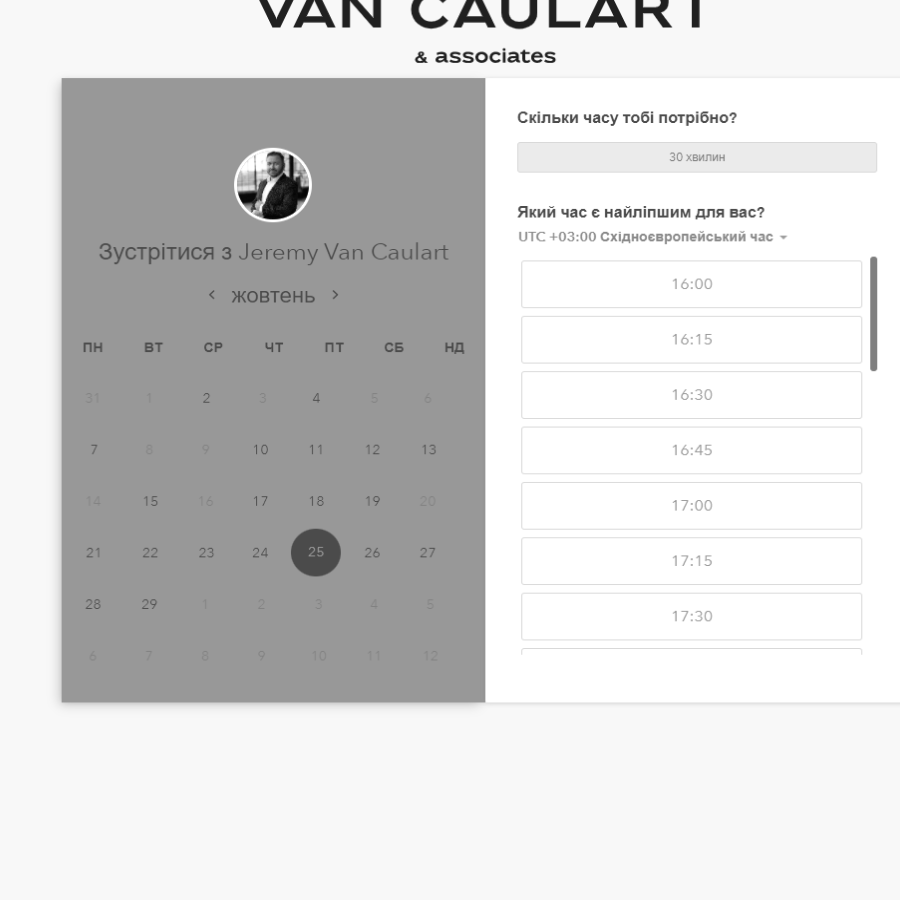 VAN CAULART
& associates
Зустрітися з Jeremy Van Caulart
жовтень
ПН ВТ СР ЧТ ПТ СБ НД
31 1 2 3 4 5 6
7 8 9 10 11 12 13
14 15 16 17 18 19 20
21 22 23 24 25 26 27
28 29 1 2 3 4 5
6 7 8 9 10 11 12
Скільки часу тобі потрібно?
30 хвилин
Який час є найліпшим для вас?
UTC +03:00 Східноєвропейський час
16:00
16:15
16:30
16:45
17:00
17:15
17:30